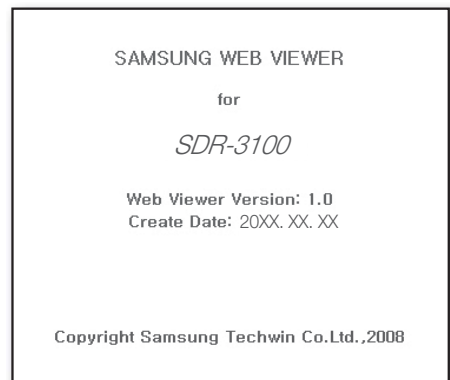 SAMSUNG WEB VIEWER
for
SDR-3100
Web Viewer Version: 1.0
Create Date: 20XX. XX. XX
Copyright Samsung Techwin Co.Ltd.,2008